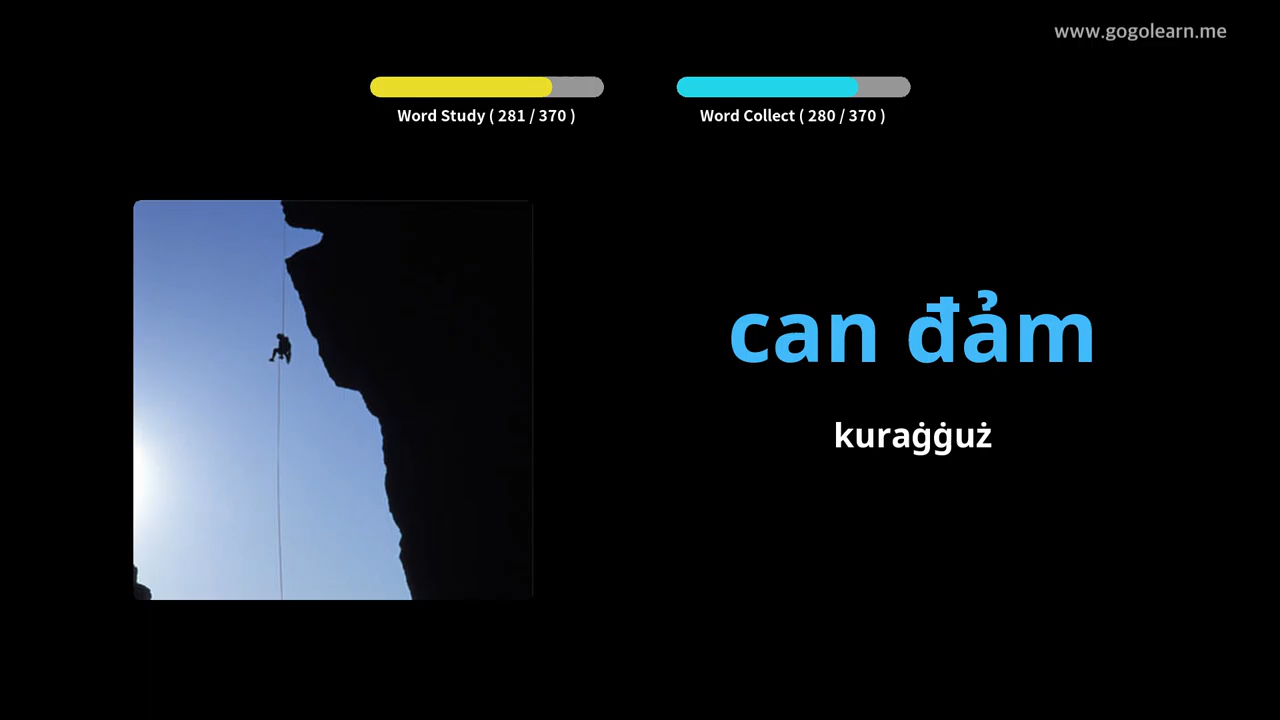 www.gogolearn.me
Word Study ( 281 / 370 )
Word Collect ( 280 / 370 )
can đảm
kuraġġuż